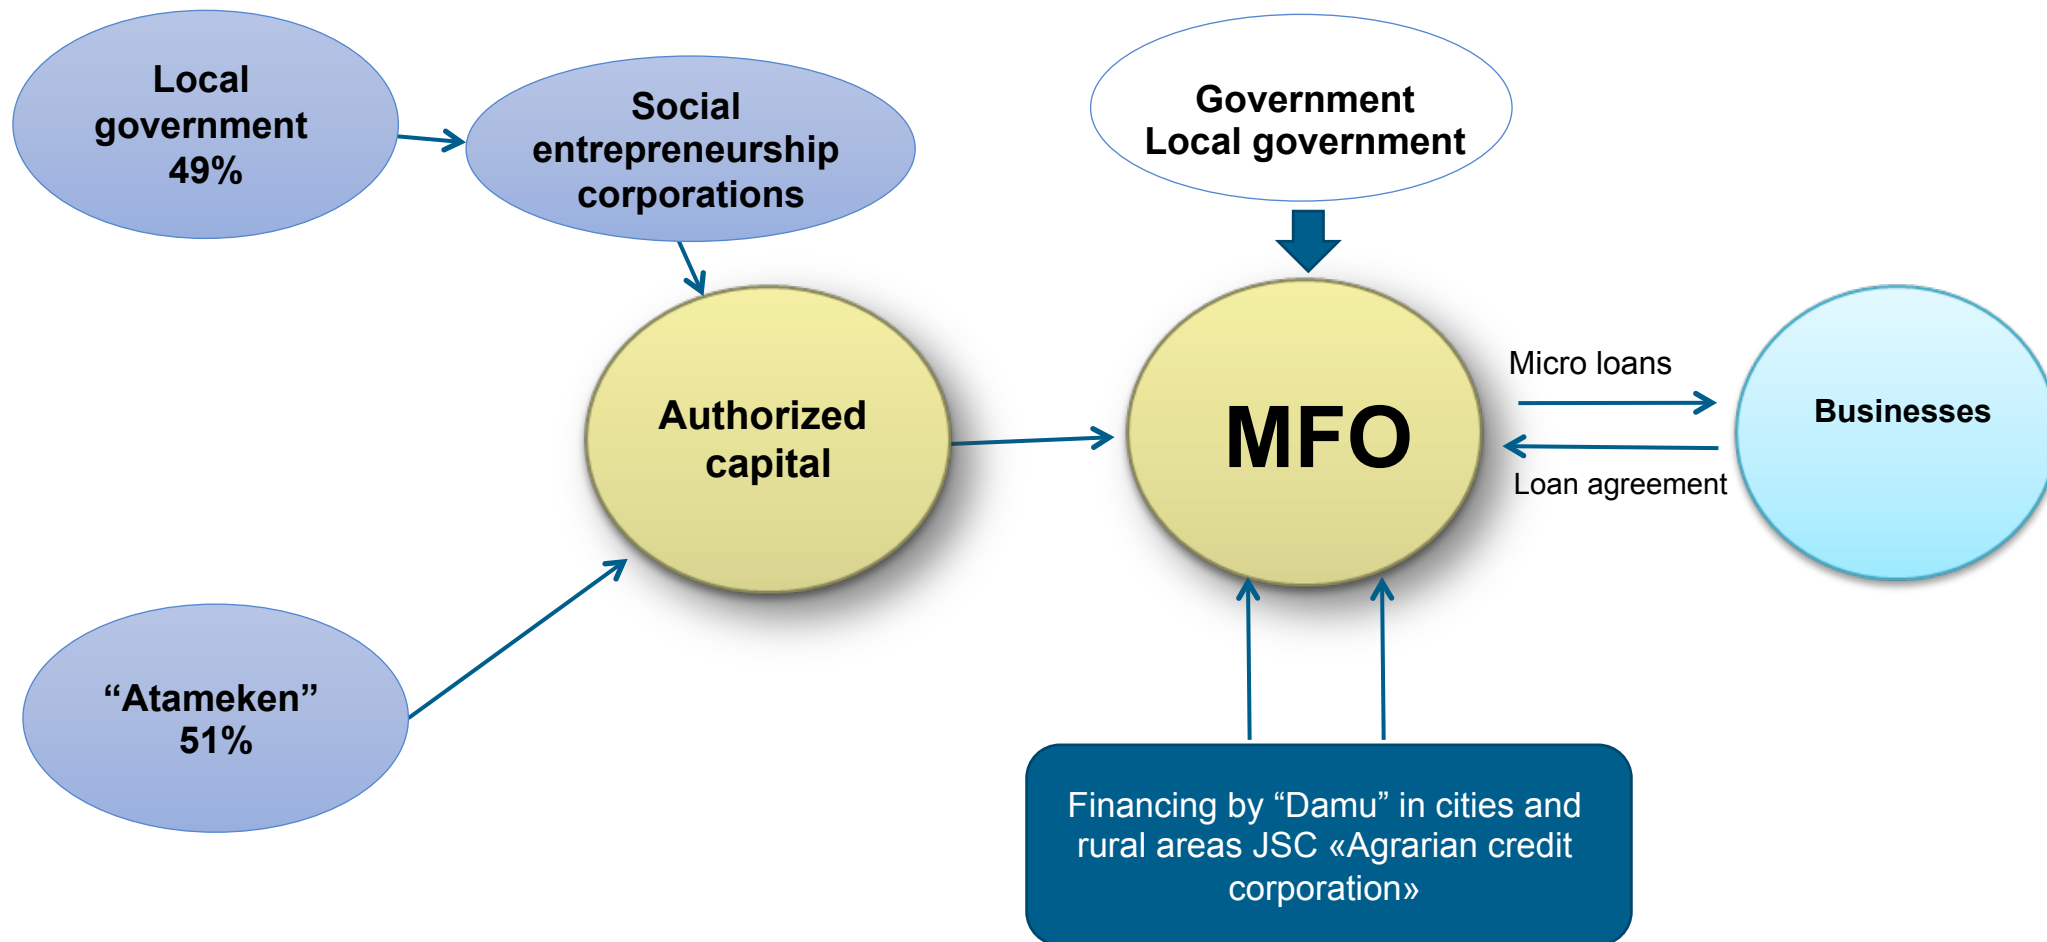 Local
government
49%
Social
entrepreneurship
corporations
Government
Local government
Authorized
capital
MFO
Micro loans
Loan agreement
Businesses
“Atameken”
51%
Financing by “Damu” in cities and
rural areas JSC «Agrarian credit
corporation»